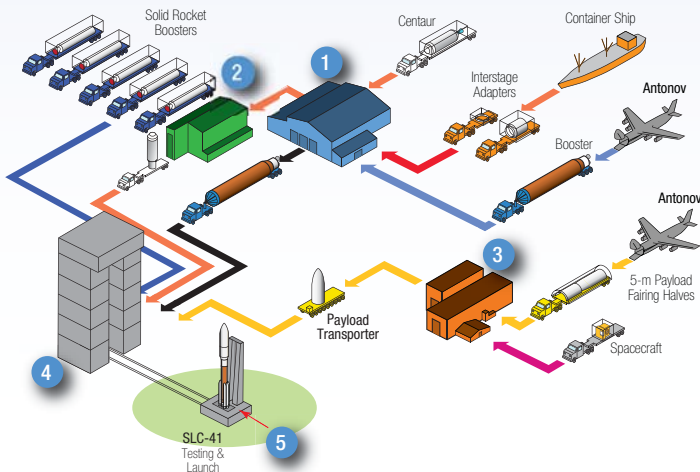 Solid Rocket
Boosters
Centaur
Container Ship
2
1
Interstage
Adapters
Antonov
Booster
Antonov
3
5-m Payload
Fairing Halves
Payload
Transporter
Spacecraft
4
SLC-41
Testing &
Launch
5